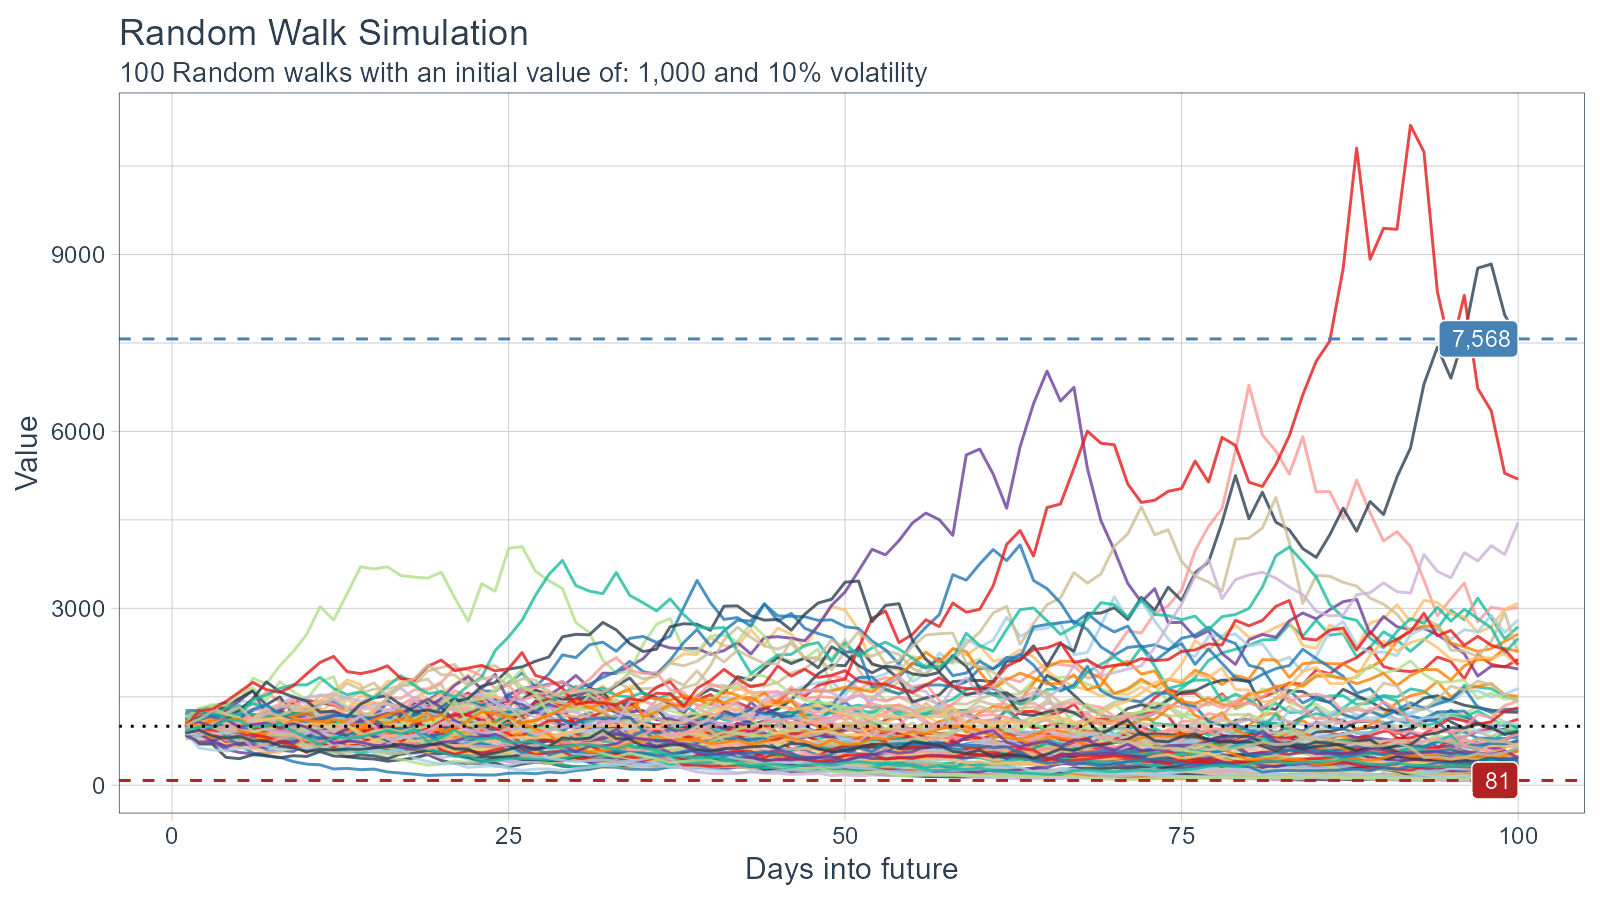 Random Walk Simulation
100 Random walks with an initial value of: 1,000 and 10% volatility
9000
7,568
6000
Value
3000
0
81
0 25 50 75 100
Days into future